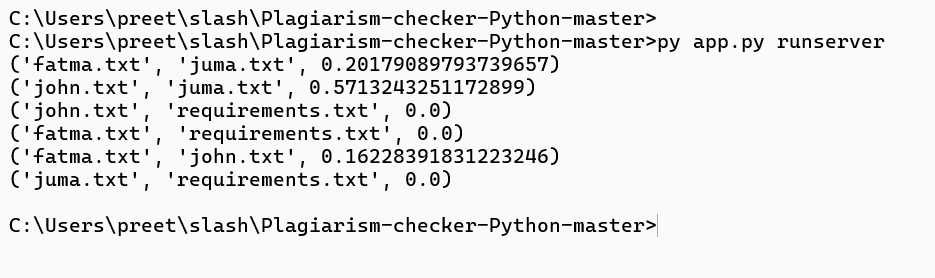 C:\Users\preet\slash\Plagiarism-checker-Python-master>
C:\Users\preet\slash\Plagiarism-checker-Python-master>py app.py runserver
('fatma.txt', 'juma.txt', 0.20179089793739657)
('john.txt', 'juma.txt', 0.5713243251172899)
('john.txt', 'requirements.txt', 0.0)
('fatma.txt', 'requirements.txt', 0.0)
('fatma.txt', 'john.txt', 0.16228391831223246)
('juma.txt', 'requirements.txt', 0.0)
C:\Users\preet\slash\Plagiarism-checker-Python-master>